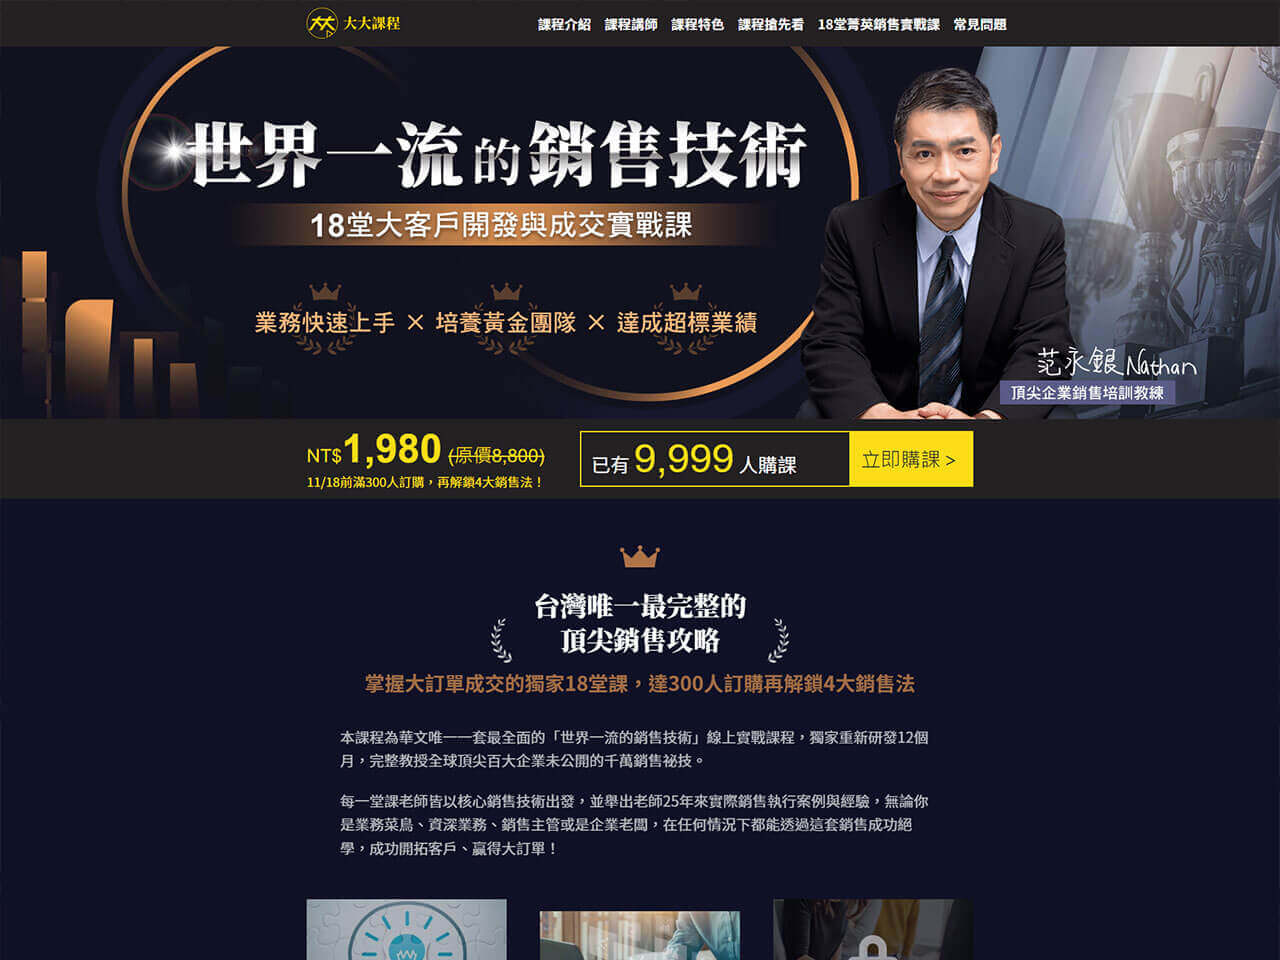 大大課程
課程介紹 課程講師 課程特色 課程搶先看 18堂菁英銷售實戰課 常見問題
世界一流的銷售技術
18堂大客戶開發與成交實戰課
業務快速上手 × 培養黃金團隊 × 達成超標業績
范永銀 Nathan
頂尖企業銷售培訓教練
NT$1,980 (原價8,800)
11/18前滿300人訂購，再解鎖4大銷售法！
已有 9,999 人購課
立即購課 >
台灣唯一最完整的
頂尖銷售攻略
掌握大訂單成交的獨家18堂課，達300人訂購再解鎖4大銷售法
本課程為華文唯一一套最全面的「世界一流的銷售技術」線上實戰課程，獨家重新研發12個
月，完整教授全球頂尖百大企業未公開的千萬銷售祕技。
每一堂課老師皆以核心銷售技術出發，並舉出老師25年來實際銷售執行案例與經驗，無論你
是業務菜鳥、資深業務、銷售主管或是企業老闆，在任何情況下都能透過這套銷售成功絕
學，成功開拓客戶、贏得大訂單！